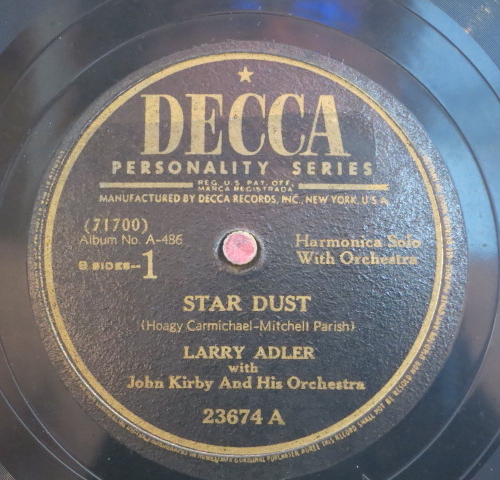 DECCA
PERSONALITY SERIES
REG. U.S. PAT. OFF.
MARCA REGISTRADA
MANUFACTURED BY DECCA RECORDS, INC., NEW YORK, U.S.A.
(71700)
Album No. A-486
8 SIDES-1
Harmonica Solo
With Orchestra
STAR DUST
(Hoagy Carmichael-Mitchell Parish)
LARRY ADLER
with
John Kirby And His Orchestra
23674 A